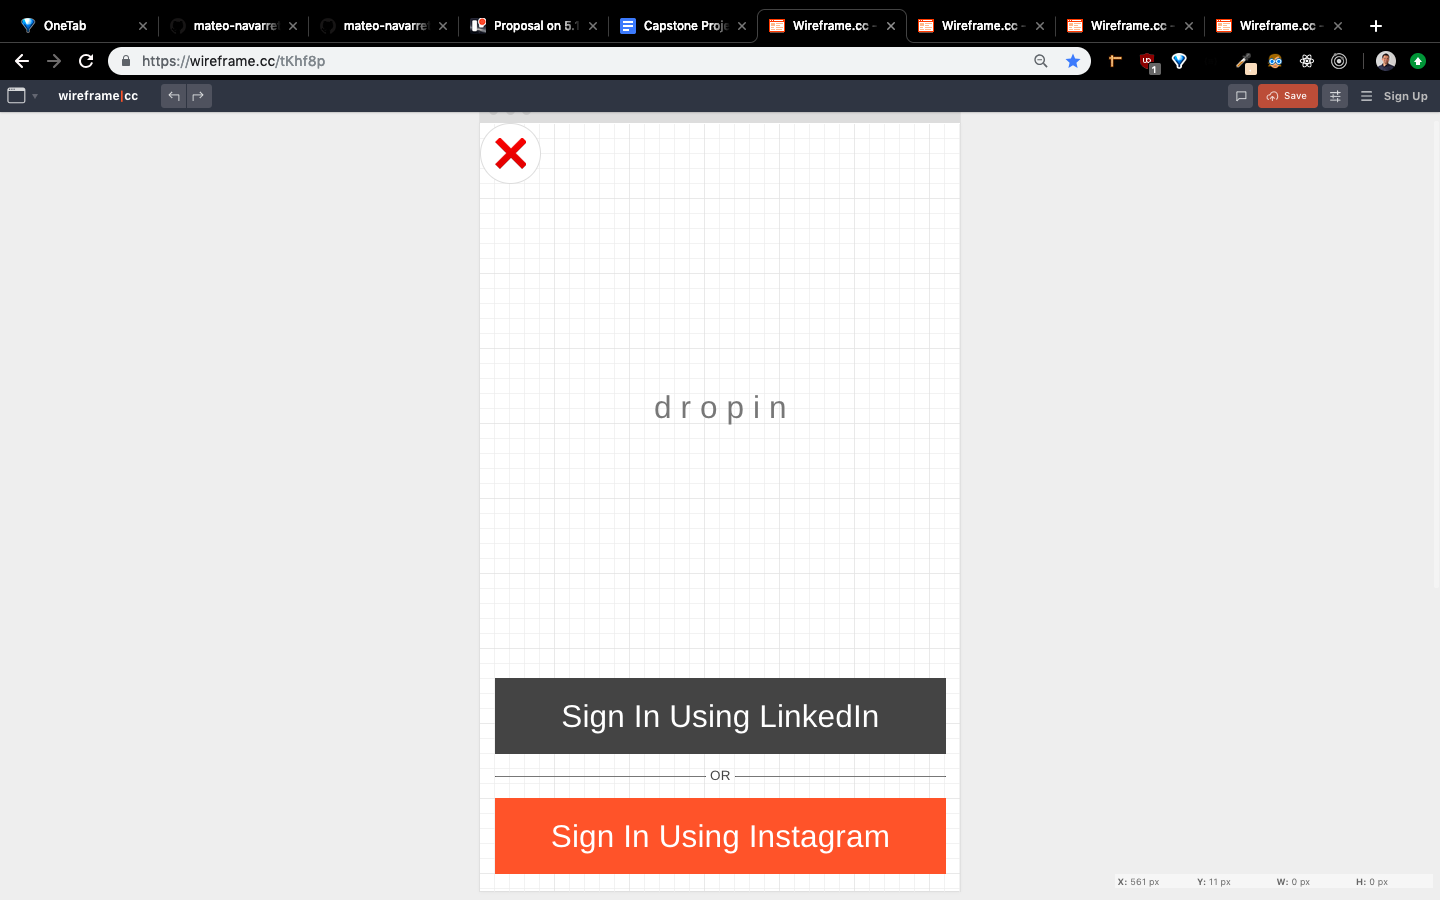 OneTab
mateo-navarre
mateo-navarre
Proposal on 5.1
Capstone Proje
Wireframe.cc -
Wireframe.cc -
Wireframe.cc -
Wireframe.cc -
https://wireframe.cc/tKhf8p
1
wireframe|cc
Save
Sign Up
dropin
Sign In Using LinkedIn
OR
Sign In Using Instagram
X: 561 px Y: 11 px W: 0 px H: 0 px